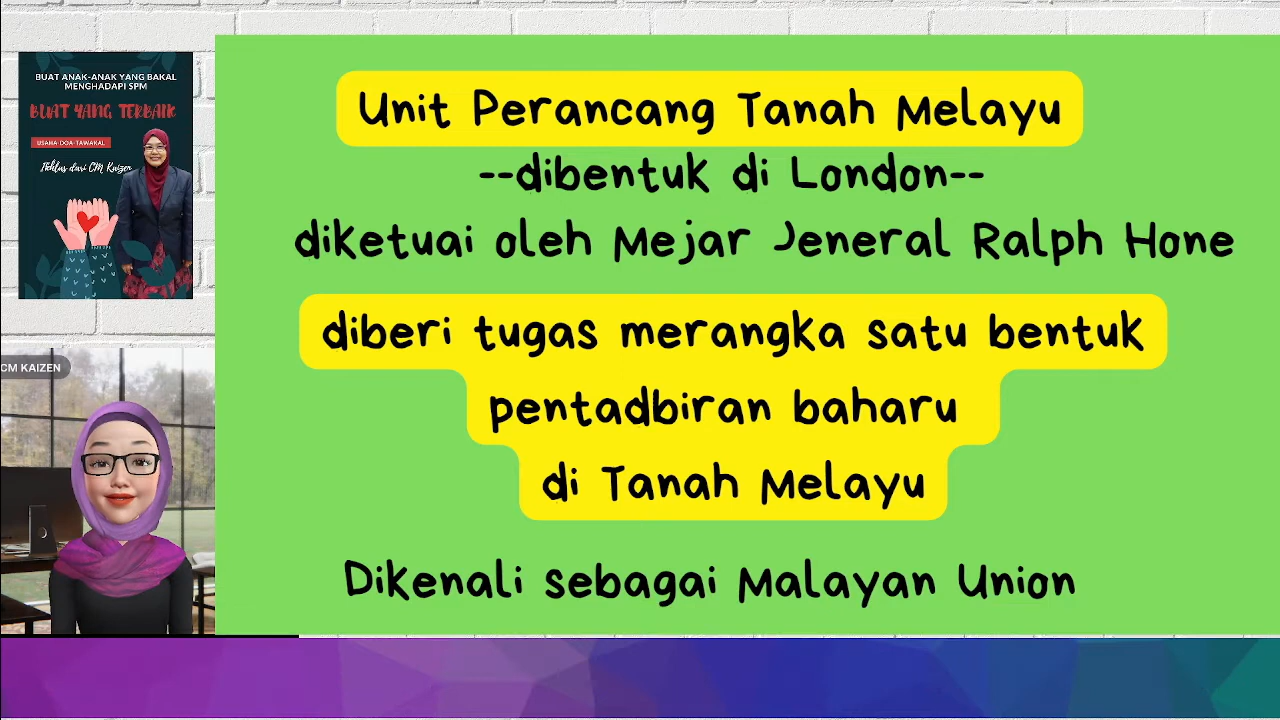 BUAT ANAK-ANAK YANG BAKAL
MENGHADAPI SPM
BUAT YANG TERBAIK
USAHA-DOA-TAWAKAL
Ikhlas dari CM Kaizen
CM KAIZEN
Unit Perancang Tanah Melayu
--dibentuk di London--
diketuai oleh Mejar Jeneral Ralph Hone
diberi tugas merangka satu bentuk
pentadbiran baharu
di Tanah Melayu
Dikenali sebagai Malayan Union